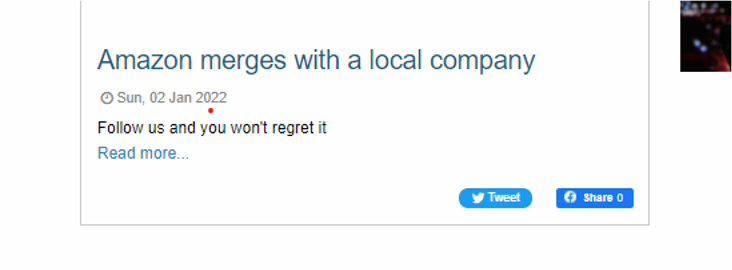 Amazon merges with a local company
Sun, 02 Jan 2022
Follow us and you won't regret it
Read more...
Tweet
Share 0